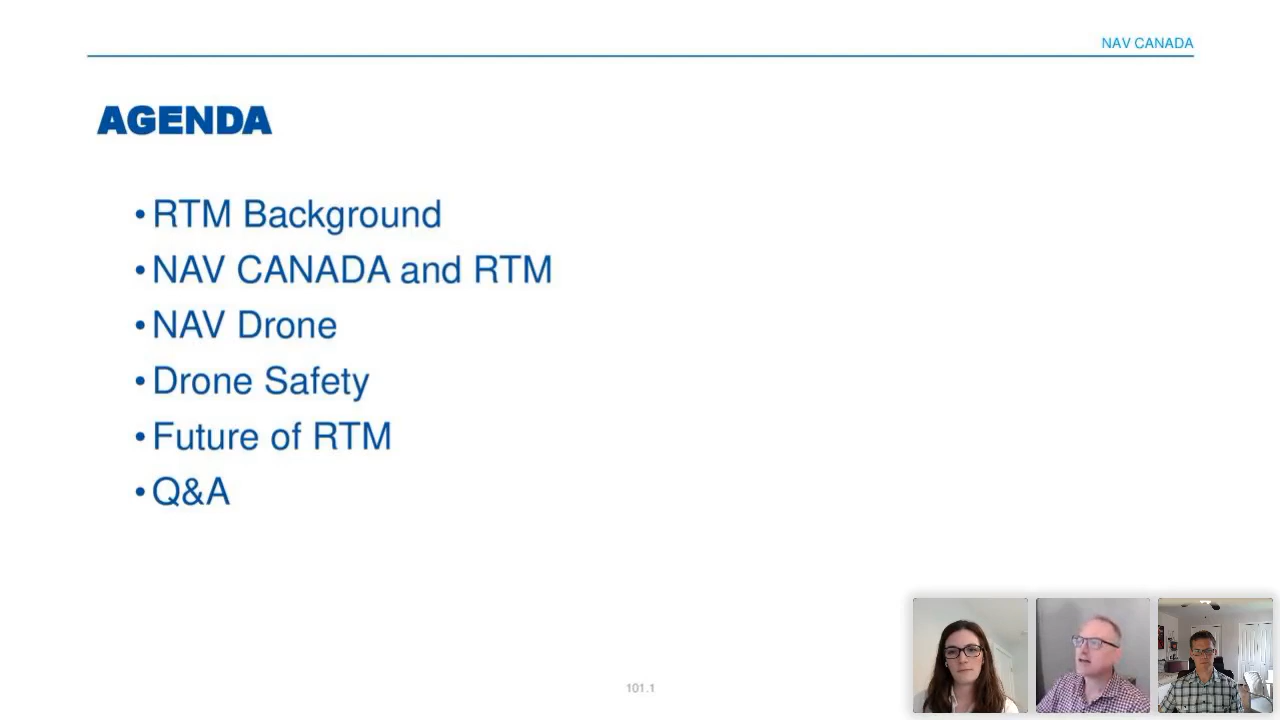 NAV CANADA
AGENDA
• RTM Background
• NAV CANADA and RTM
• NAV Drone
• Drone Safety
• Future of RTM
• Q&A
101.1